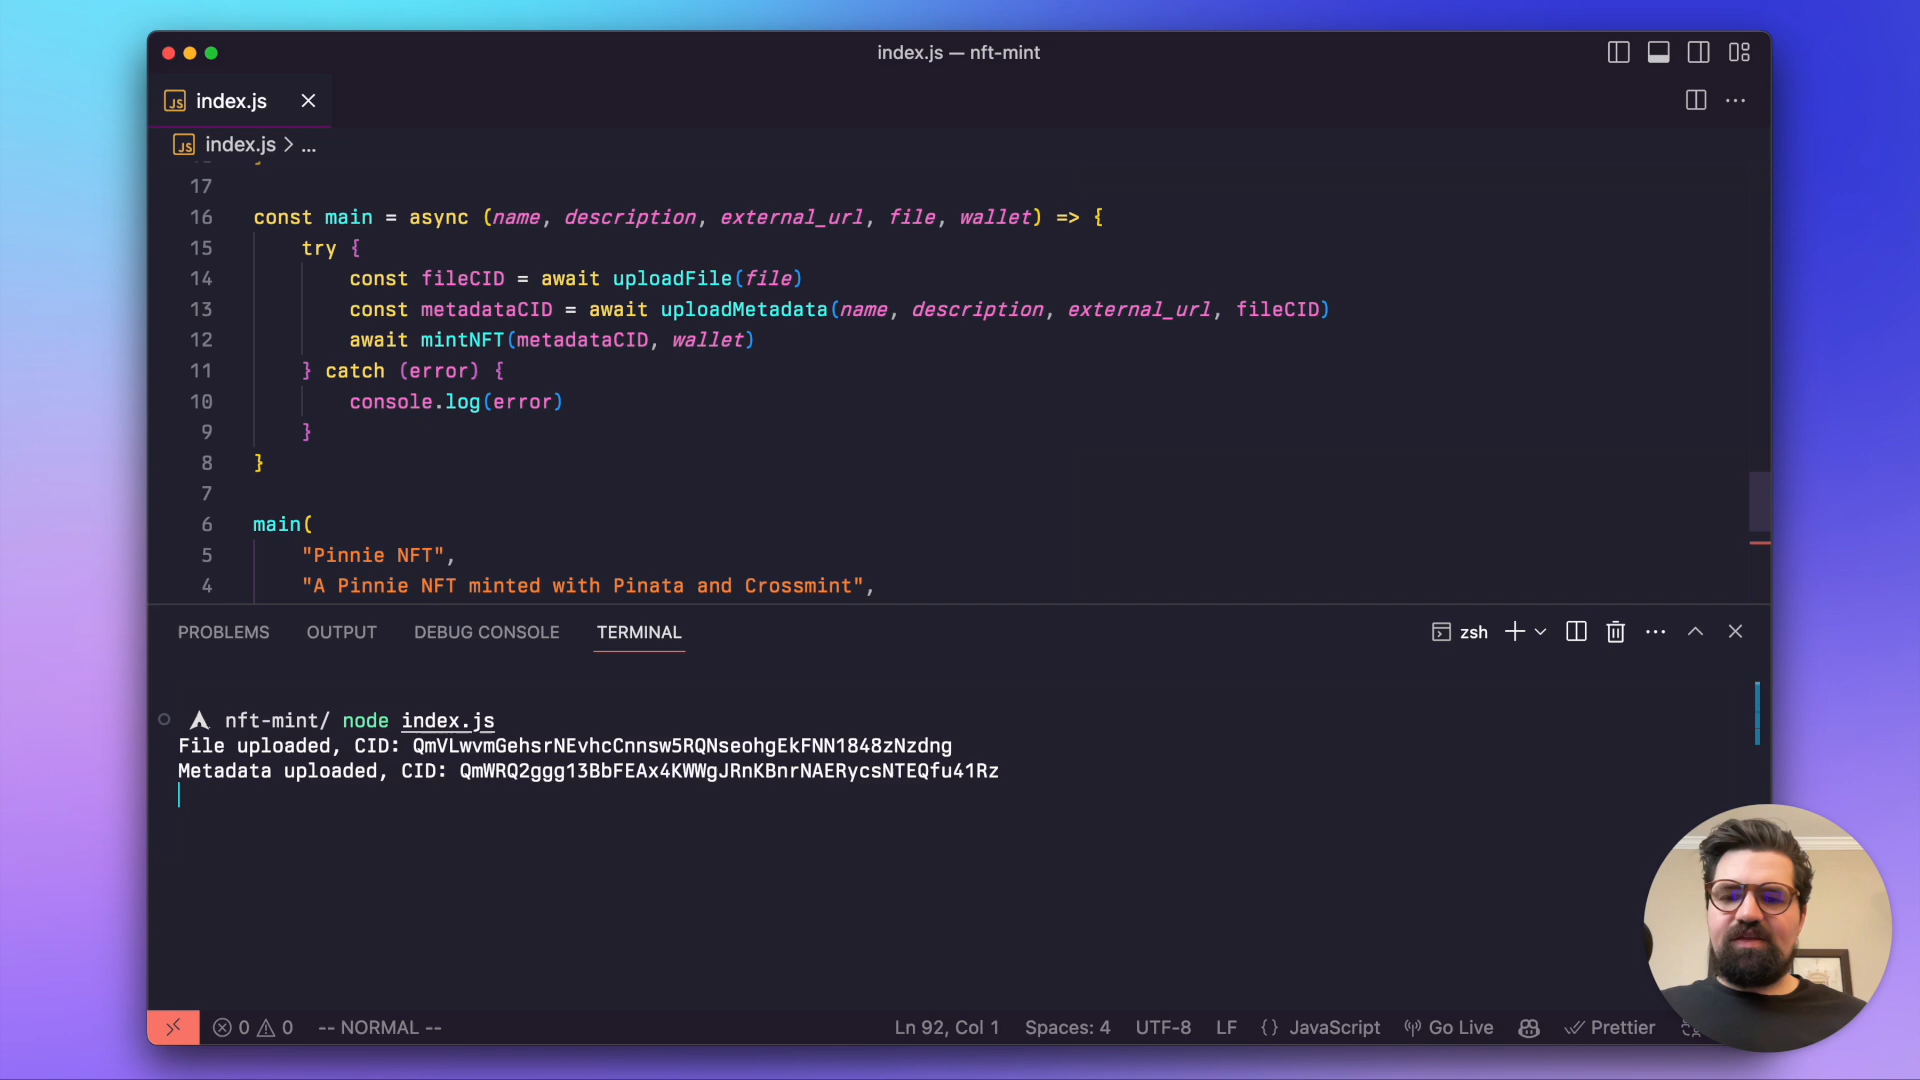 index.js — nft-mint
JS index.js
JS index.js > ...
17
16 const main = async (name, description, external_url, file, wallet) => {
15 try {
14 const fileCID = await uploadFile(file)
13 const metadataCID = await uploadMetadata(name, description, external_url, fileCID)
12 await mintNFT(metadataCID, wallet)
11 } catch (error) {
10 console.log(error)
9 }
8 }
7
6 main(
5 "Pinnie NFT",
4 "A Pinnie NFT minted with Pinata and Crossmint",
PROBLEMS OUTPUT DEBUG CONSOLE TERMINAL zsh
nft-mint/ node index.js
File uploaded, CID: QmVLwvmGehsrNEvhcCnnsw5RQNseohgEkFNN1848zNzdng
Metadata uploaded, CID: QmWRQ2ggg13BbFEAx4KWWgJRnKBnrNAERycsNTEQfu41Rz
0 0 -- NORMAL -- Ln 92, Col 1 Spaces: 4 UTF-8 LF {} JavaScript Go Live Prettier